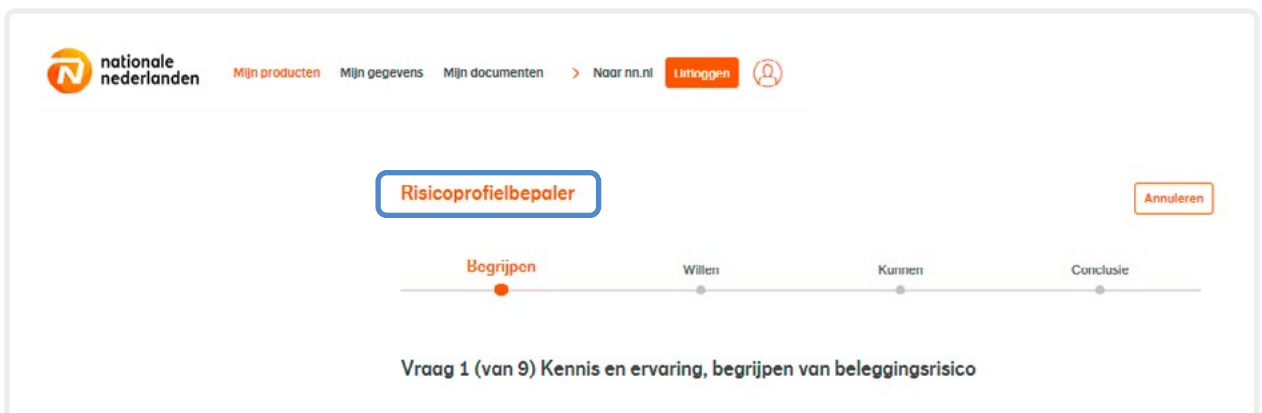 nationale
nederlanden
Mijn producten Mijn gegevens Mijn documenten > Naar nn.nl Uitloggen
Risicoprofielbepaler
Annuleren
Begrijpen Willen Kunnen Conclusie
Vraag 1 (van 9) Kennis en ervaring, begrijpen van beleggingsrisico